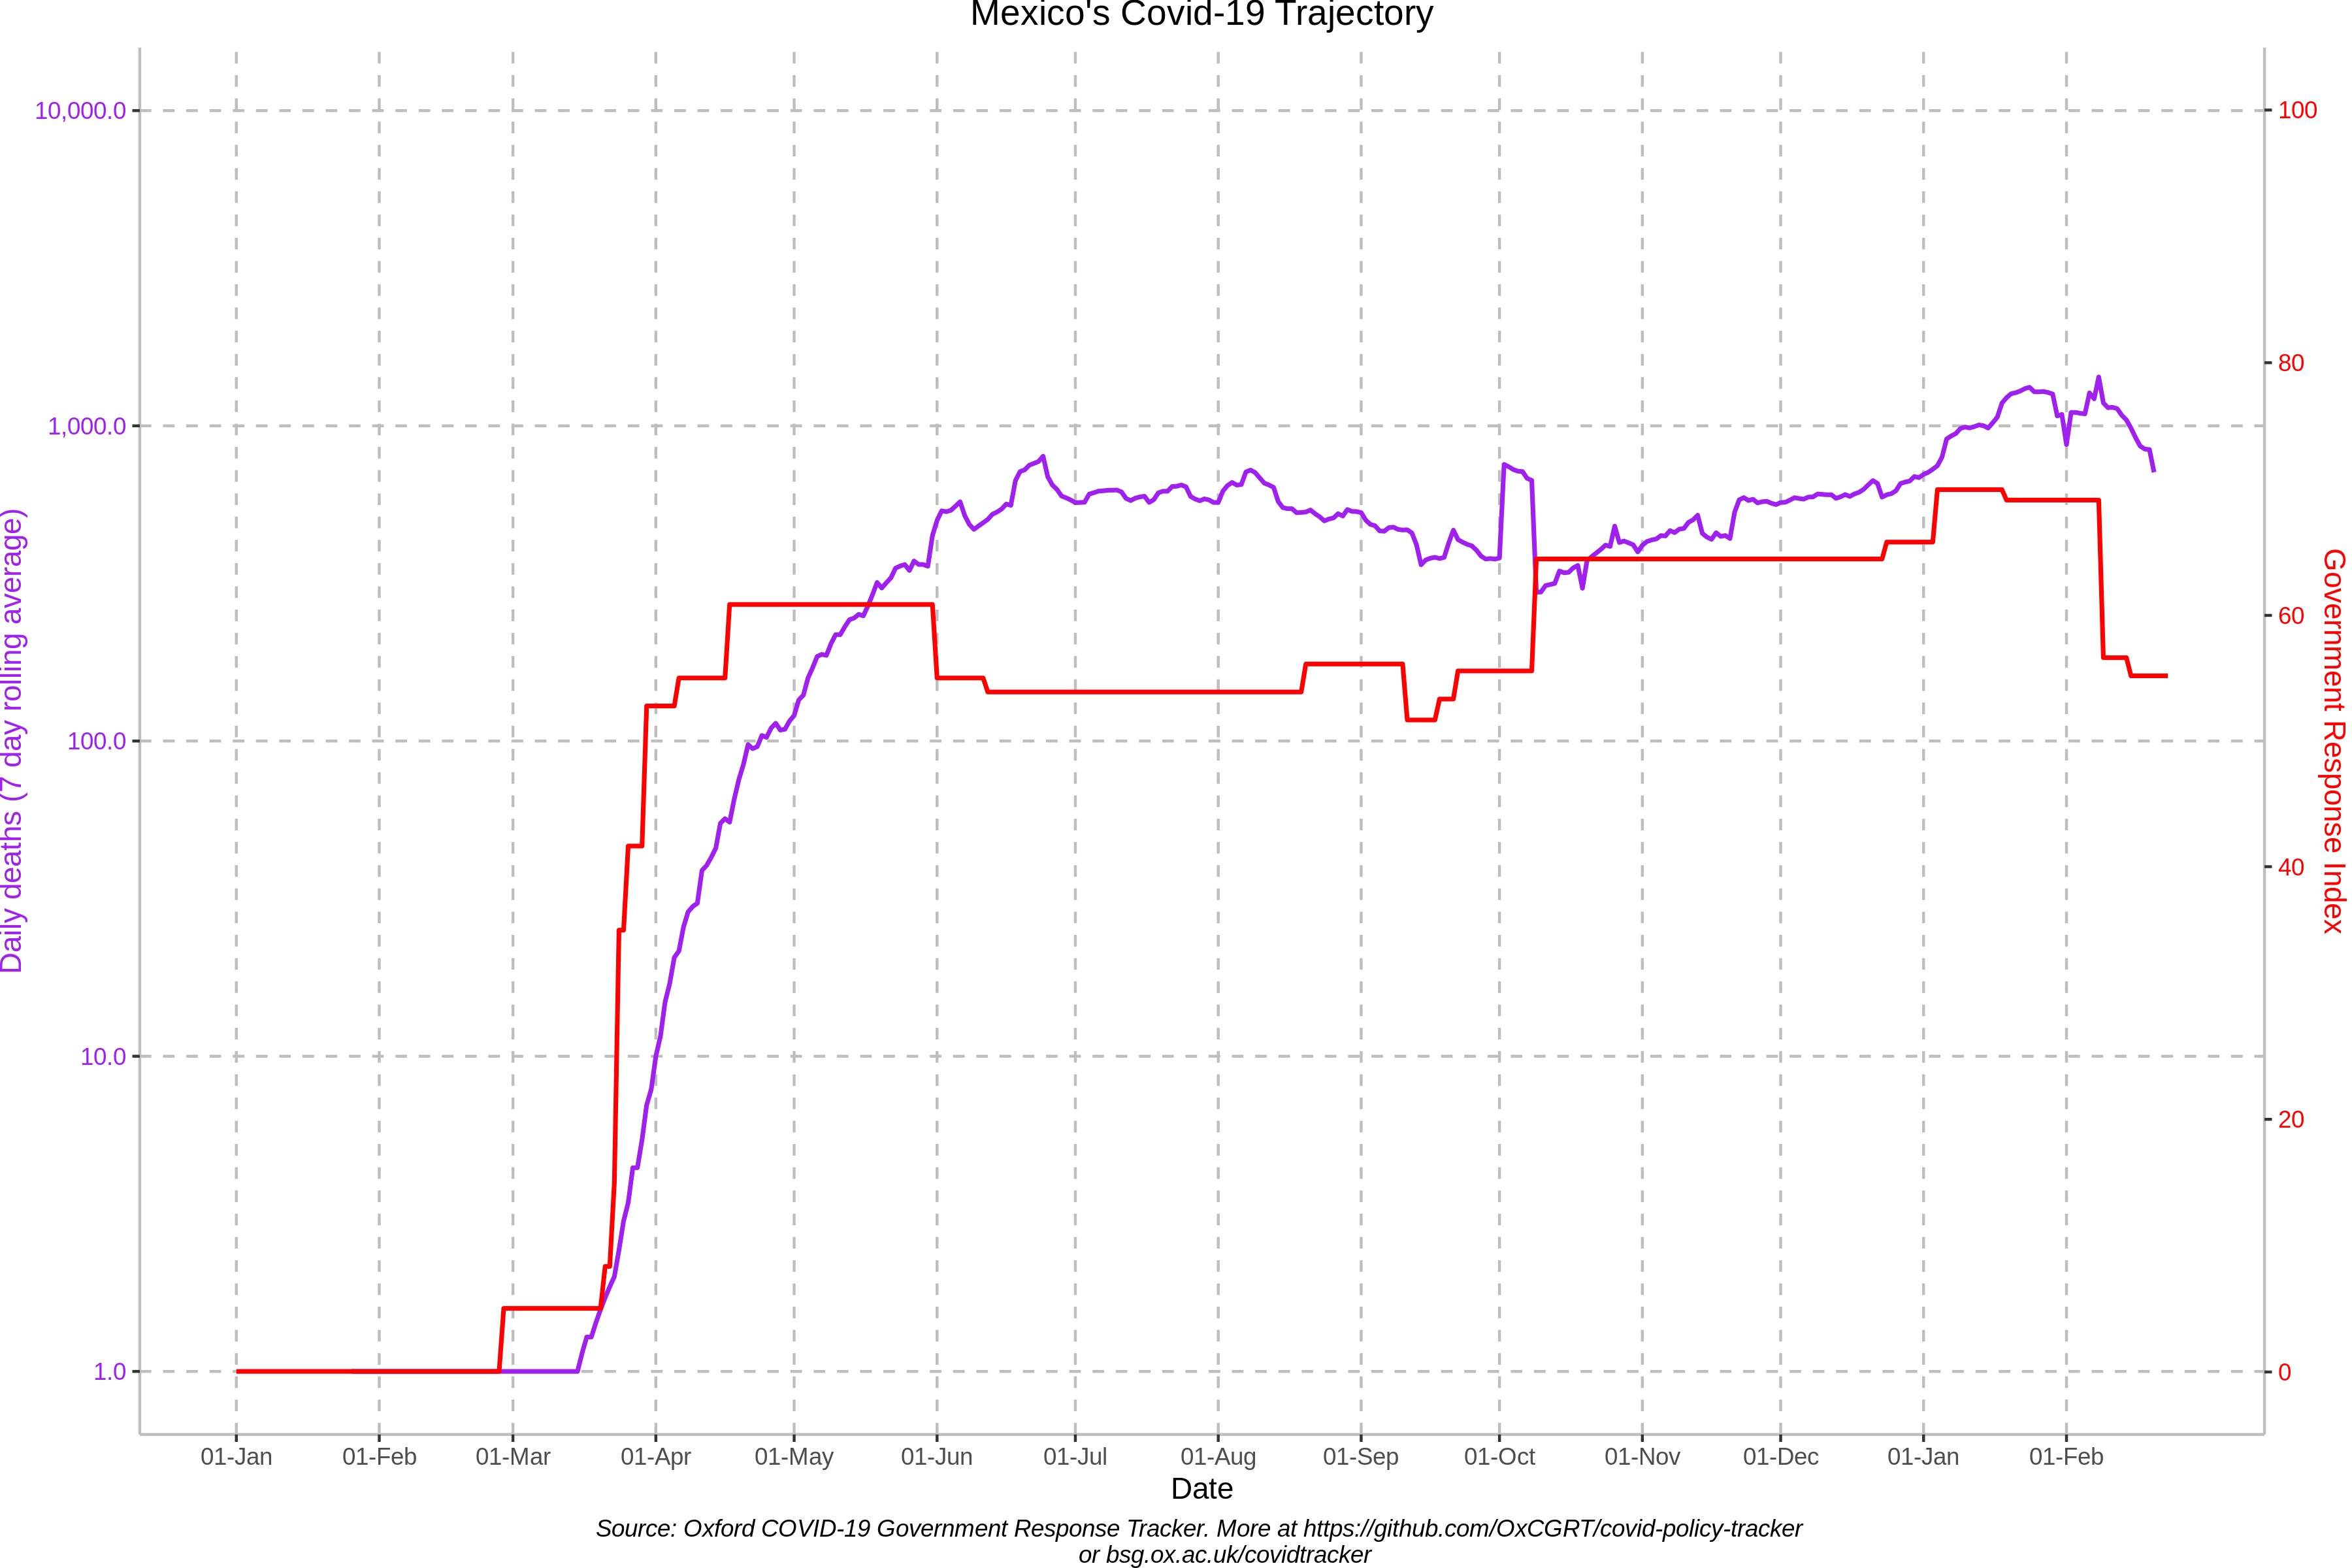 Mexico's Covid-19 Trajectory
10,000.0
1,000.0
100.0
10.0
1.0
Daily deaths (7 day rolling average)
100
80
60
40
20
0
Government Response Index
01-Jan 01-Feb 01-Mar 01-Apr 01-May 01-Jun 01-Jul 01-Aug 01-Sep 01-Oct 01-Nov 01-Dec 01-Jan 01-Feb
Date
Source: Oxford COVID-19 Government Response Tracker. More at https://github.com/OxCGRT/covid-policy-tracker
or bsg.ox.ac.uk/covidtracker